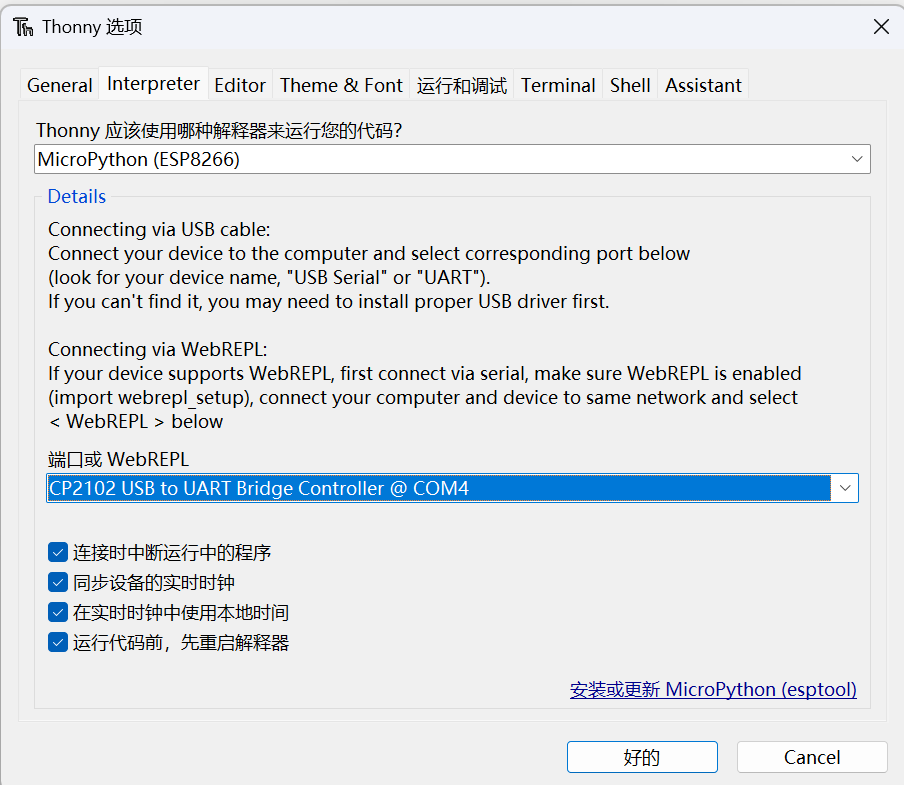 Thonny 选项
General Interpreter Editor Theme & Font 运行和调试 Terminal Shell Assistant
Thonny 应该使用哪种解释器来运行您的代码?
MicroPython (ESP8266)
Details
Connecting via USB cable:
Connect your device to the computer and select corresponding port below
(look for your device name, "USB Serial" or "UART").
If you can't find it, you may need to install proper USB driver first.
Connecting via WebREPL:
If your device supports WebREPL, first connect via serial, make sure WebREPL is enabled
(import webrepl_setup), connect your computer and device to same network and select
< WebREPL > below
端口或 WebREPL
CP2102 USB to UART Bridge Controller @ COM4
连接时中断运行中的程序
同步设备的实时时钟
在实时时钟中使用本地时间
运行代码前，先重启解释器
安装或更新 MicroPython (esptool)
好的 Cancel